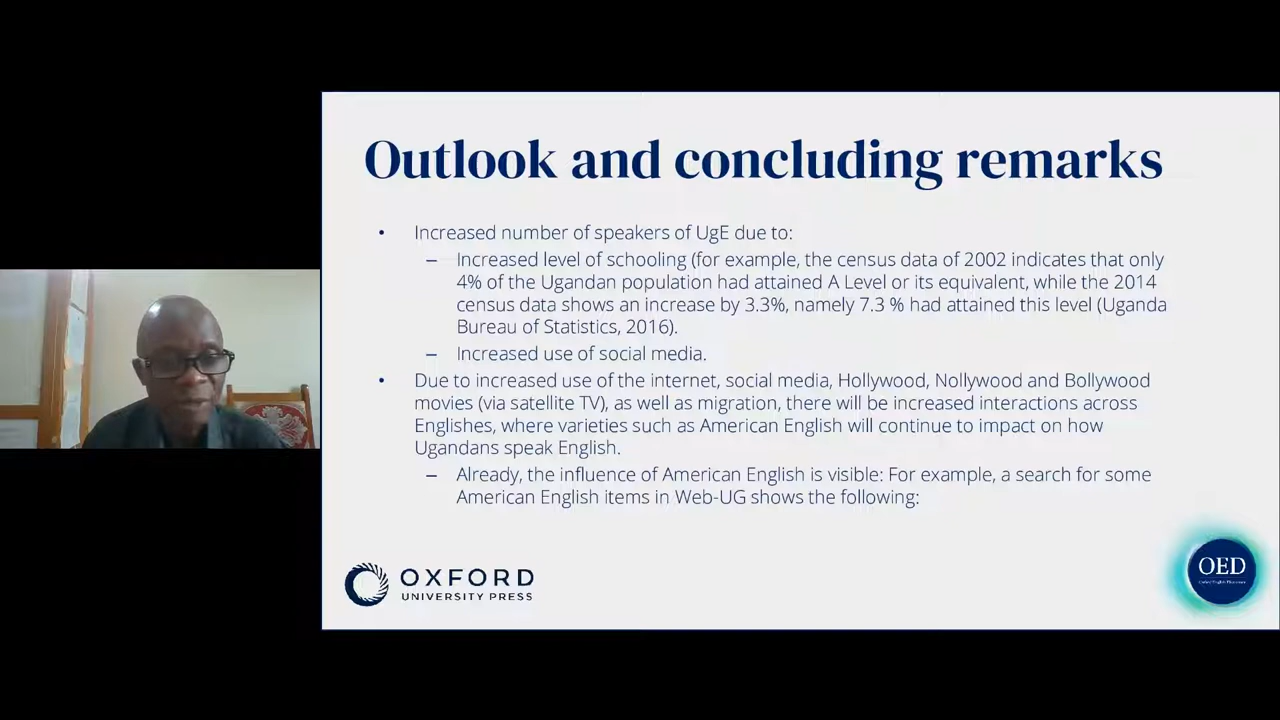 Outlook and concluding remarks
• Increased number of speakers of UgE due to:
– Increased level of schooling (for example, the census data of 2002 indicates that only
4% of the Ugandan population had attained A Level or its equivalent, while the 2014
census data shows an increase by 3.3%, namely 7.3 % had attained this level (Uganda
Bureau of Statistics, 2016).
– Increased use of social media.
• Due to increased use of the internet, social media, Hollywood, Nollywood and Bollywood
movies (via satellite TV), as well as migration, there will be increased interactions across
Englishes, where varieties such as American English will continue to impact on how
Ugandans speak English.
– Already, the influence of American English is visible: For example, a search for some
American English items in Web-UG shows the following:
OXFORD
UNIVERSITY PRESS
OED
Oxford English Dictionary